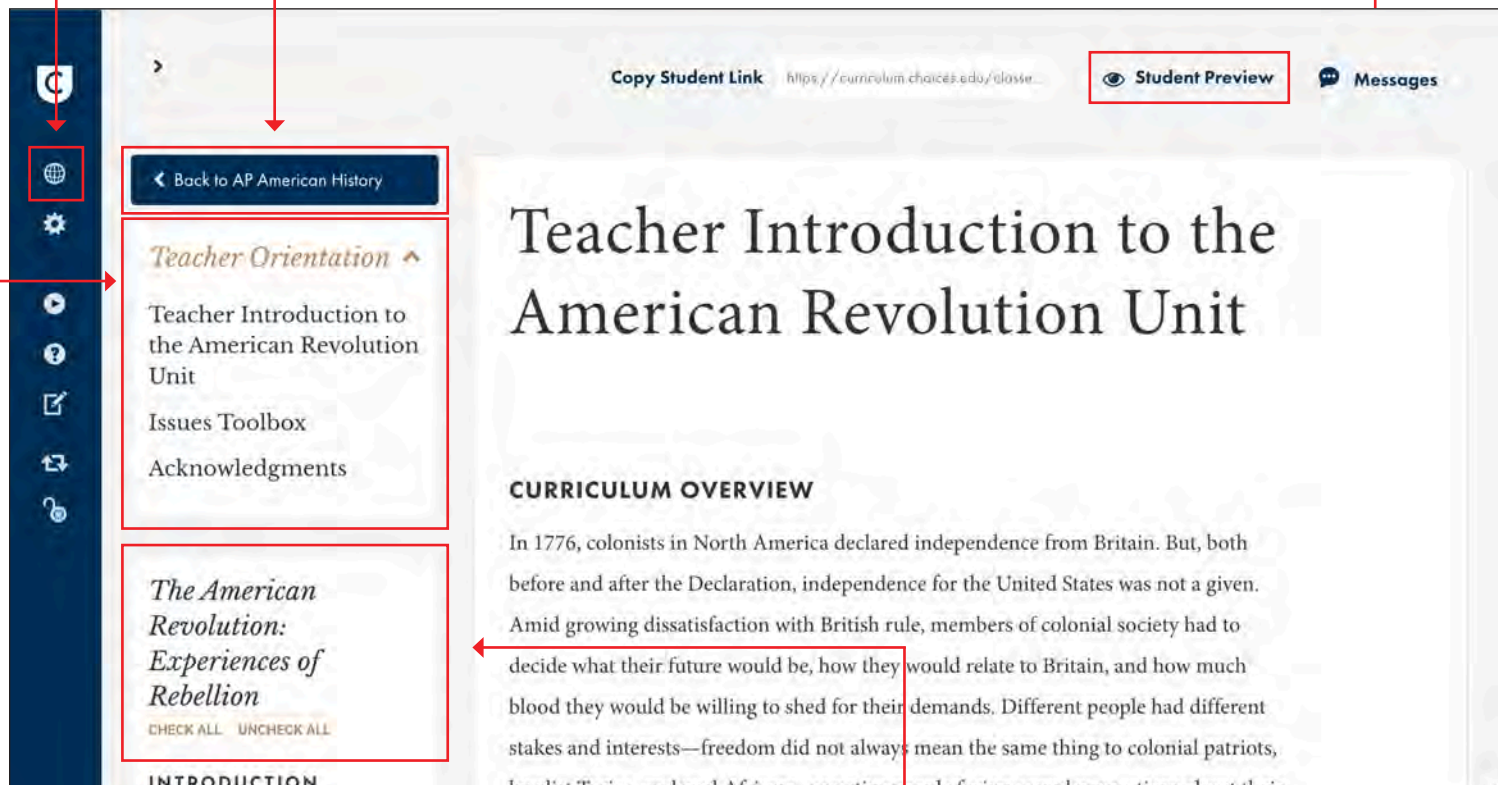 C
Copy Student Link https://curriculum.choices.edu/classe... Student Preview Messages
Back to AP American History
Teacher Orientation
Teacher Introduction to
the American Revolution
Unit
Issues Toolbox
Acknowledgments
The American
Revolution:
Experiences of
Rebellion
CHECK ALL UNCHECK ALL
INTRODUCTION
Teacher Introduction to the
American Revolution Unit
CURRICULUM OVERVIEW
In 1776, colonists in North America declared independence from Britain. But, both
before and after the Declaration, independence for the United States was not a given.
Amid growing dissatisfaction with British rule, members of colonial society had to
decide what their future would be, how they would relate to Britain, and how much
blood they would be willing to shed for their demands. Different people had different
stakes and interests—freedom did not always mean the same thing to colonial patriots,